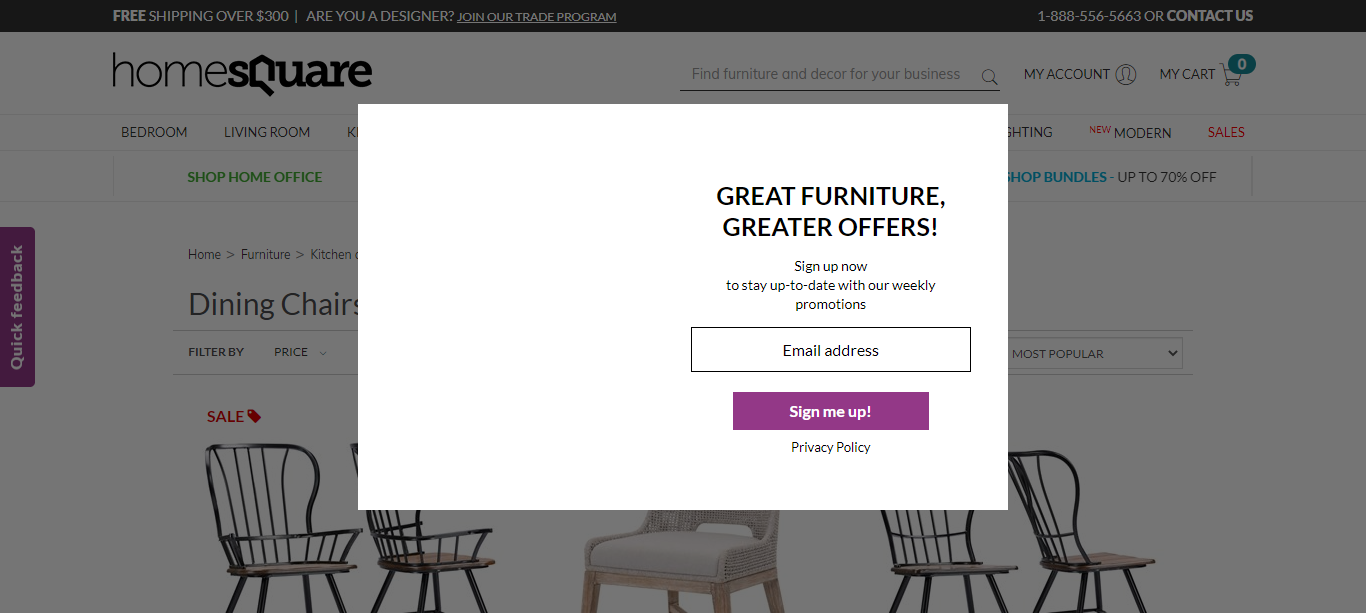 FREE SHIPPING OVER $300 | ARE YOU A DESIGNER? JOIN OUR TRADE PROGRAM
1-888-556-5663 OR CONTACT US
homesquare
Find furniture and decor for your business
MY ACCOUNT
MY CART
0
BEDROOM
LIVING ROOM
NEW MODERN
SALES
SHOP HOME OFFICE
SHOP BUNDLES - UP TO 70% OFF
Quick feedback
Home > Furniture > Kitchen
Dining Chairs
FILTER BY
PRICE
MOST POPULAR
SALE
GREAT FURNITURE,
GREATER OFFERS!
Sign up now
to stay up-to-date with our weekly
promotions
Email address
Sign me up!
Privacy Policy